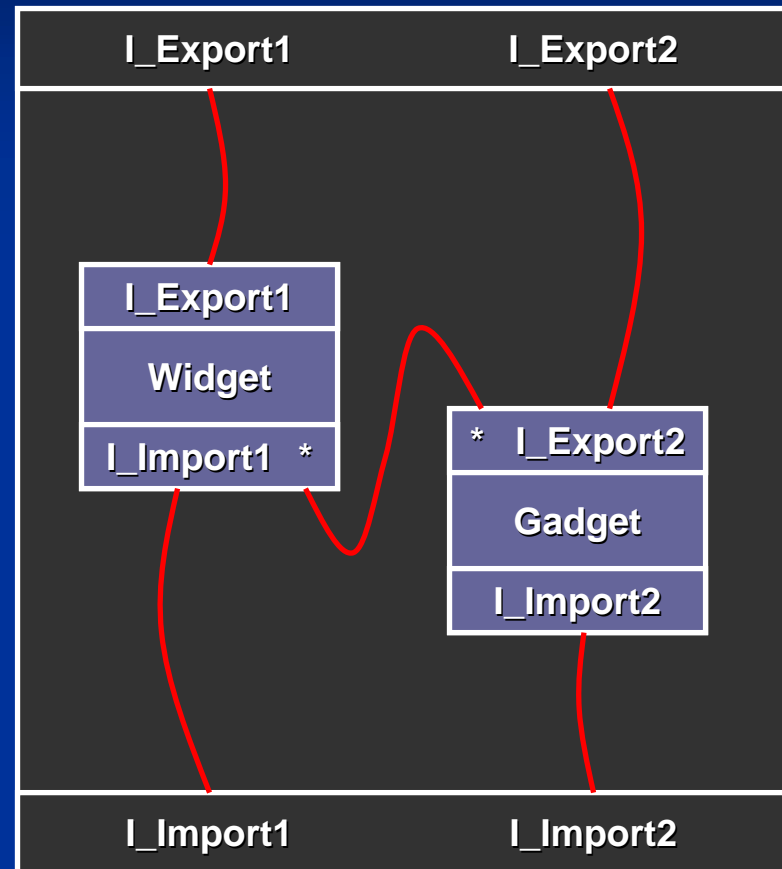 I_Export1 I_Export2
I_Export1
Widget
I_Import1 *
* I_Export2
Gadget
I_Import2
I_Import1 I_Import2